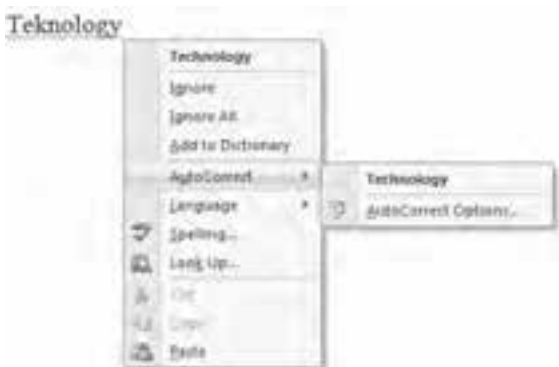 Teknology
Technology
Ignore
Ignore All
Add to Dictionary
AutoCorrect
Technology
Language
AutoCorrect Options...
Spelling...
Look Up...
Cut
Copy
Paste